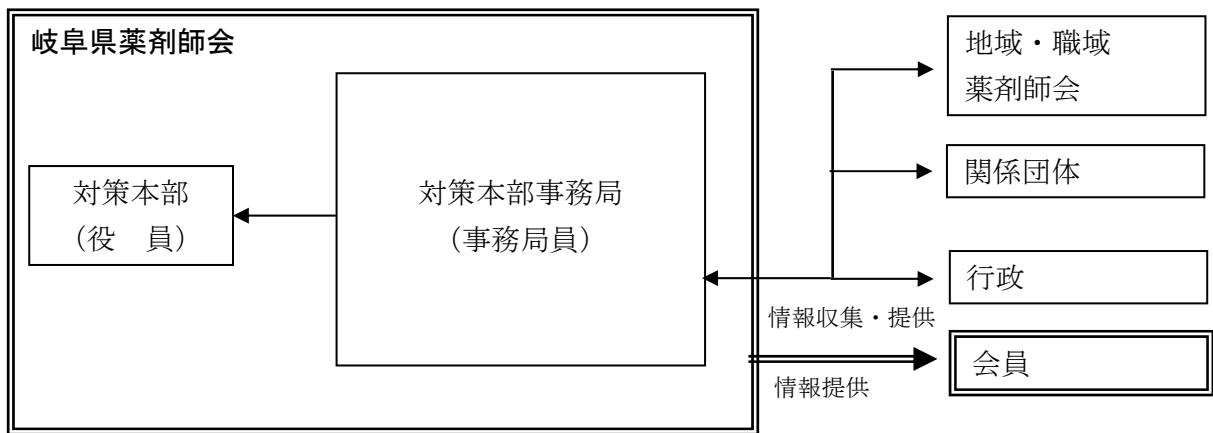 岐阜県薬剤師会
対策本部
（役　員）
対策本部事務局
（事務局員）
地域・職域
薬剤師会
関係団体
行政
情報収集・提供
会員
情報提供